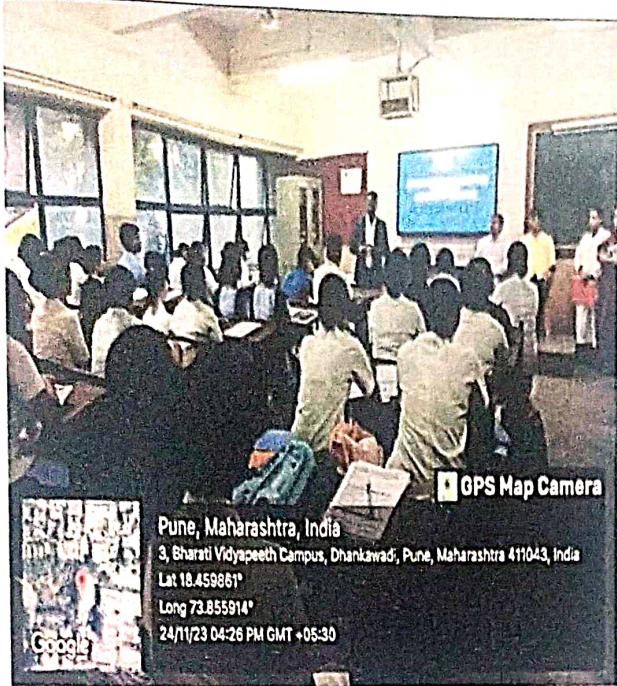 GPS Map Camera
Pune, Maharashtra, India
3, Bharati Vidyapeeth Campus, Dhankawadi, Pune, Maharashtra 411043, India
Lat 18.459861°
Long 73.855914°
24/11/23 04:26 PM GMT +05:30
Google